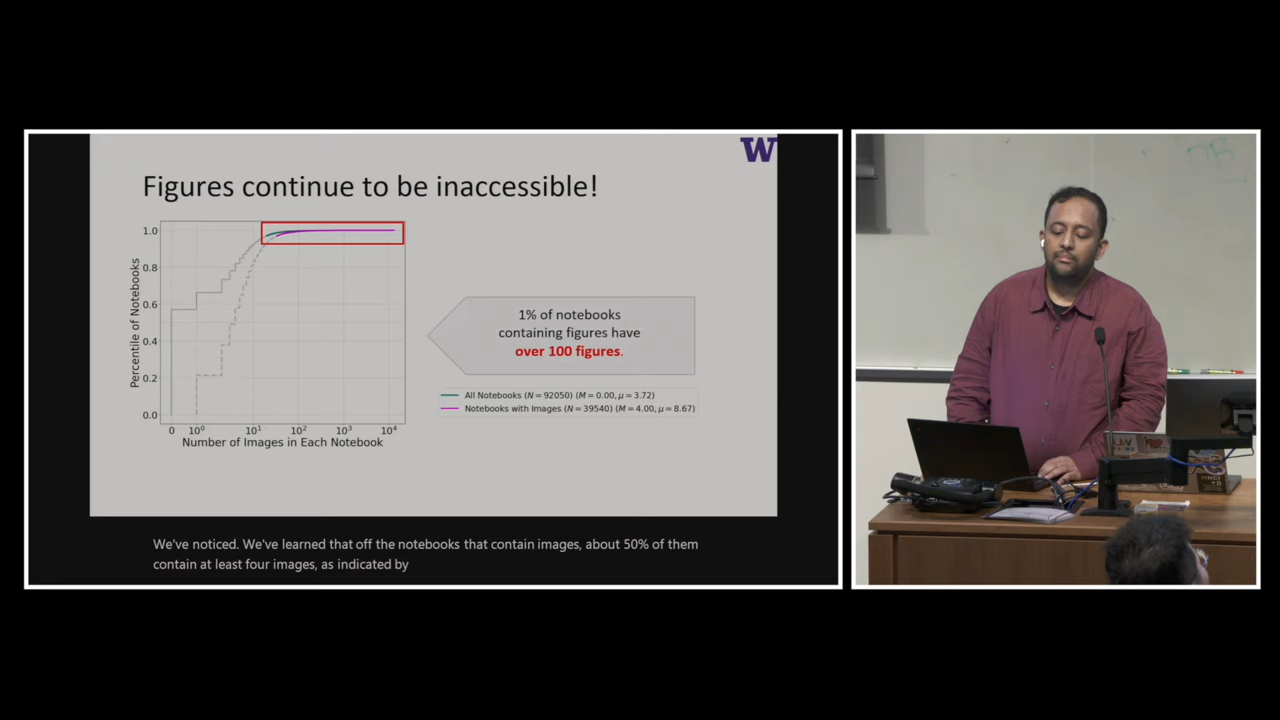 W
Figures continue to be inaccessible!
1.0
0.8
0.6
0.4
0.2
0.0
Percentile of Notebooks
0 10⁰ 10¹ 10² 10³ 10⁴
Number of Images in Each Notebook
1% of notebooks
containing figures have
over 100 figures.
All Notebooks (N = 92050) (M = 0.00, μ = 3.72)
Notebooks with Images (N = 39540) (M = 4.00, μ = 8.67)
We've noticed. We've learned that off the notebooks that contain images, about 50% of them
contain at least four images, as indicated by